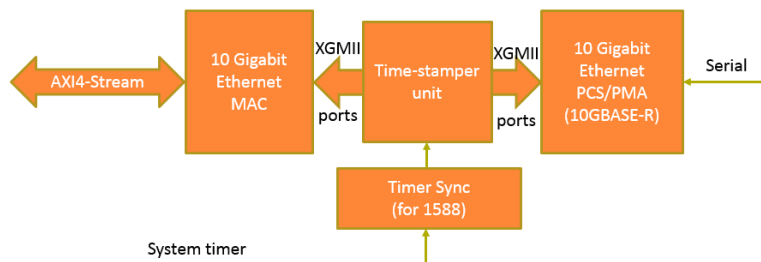 AXI4-Stream
10 Gigabit
Ethernet
MAC
XGMII
ports
Time-stamper
unit
XGMII
ports
10 Gigabit
Ethernet
PCS/PMA
(10GBASE-R)
Serial
Timer Sync
(for 1588)
System timer